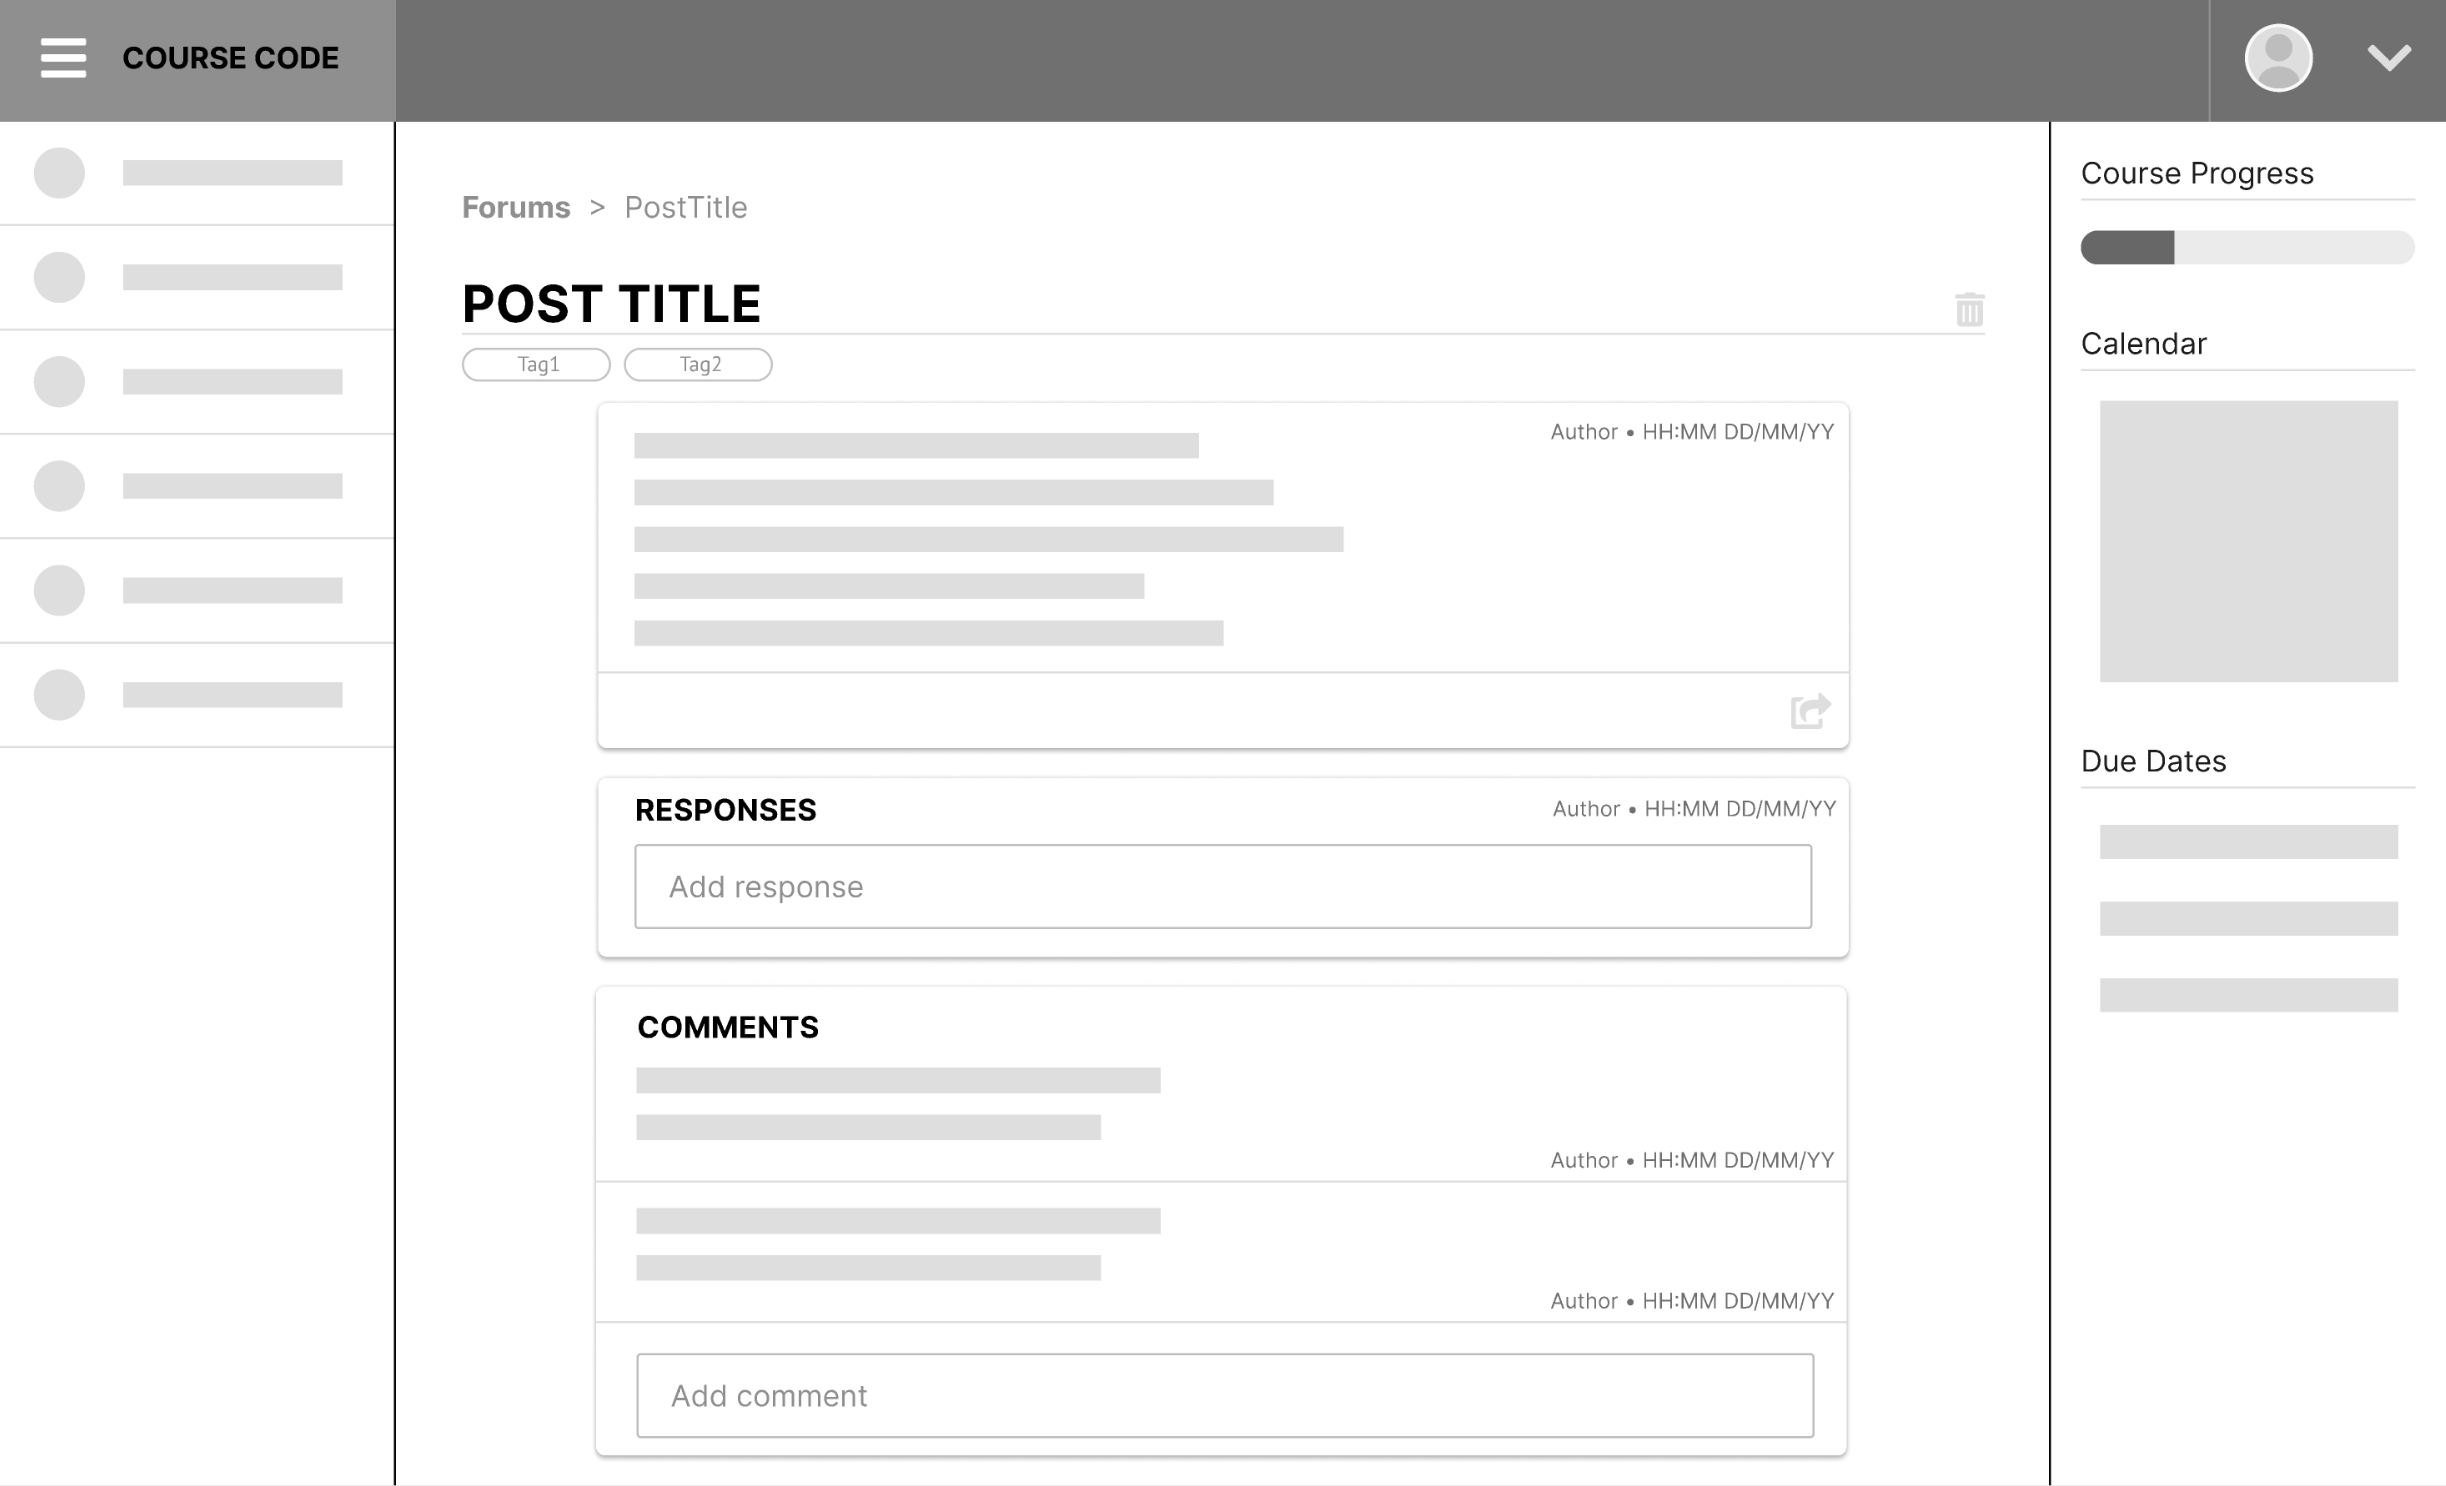 COURSE CODE
Forums > PostTitle
POST TITLE
Tag1 Tag2
Author • HH:MM DD/MM/YY
RESPONSES
Author • HH:MM DD/MM/YY
Add response
COMMENTS
Author • HH:MM DD/MM/YY
Author • HH:MM DD/MM/YY
Add comment
Course Progress
Calendar
Due Dates